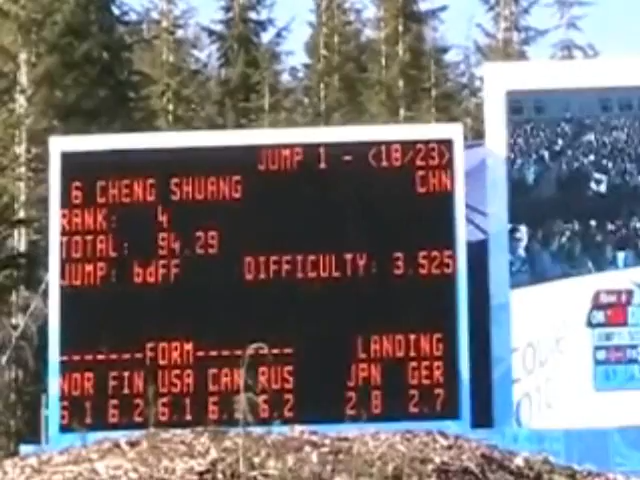 JUMP 1 - <18/23>
6 CHENG SHUANG CHN
RANK: 4
TOTAL: 94.29
JUMP: bdFF DIFFICULTY: 3.525
-------FORM-------- LANDING
NOR FIN USA CAN RUS JPN GER
6.1 6.2 6.1 6.2 2.8 2.7